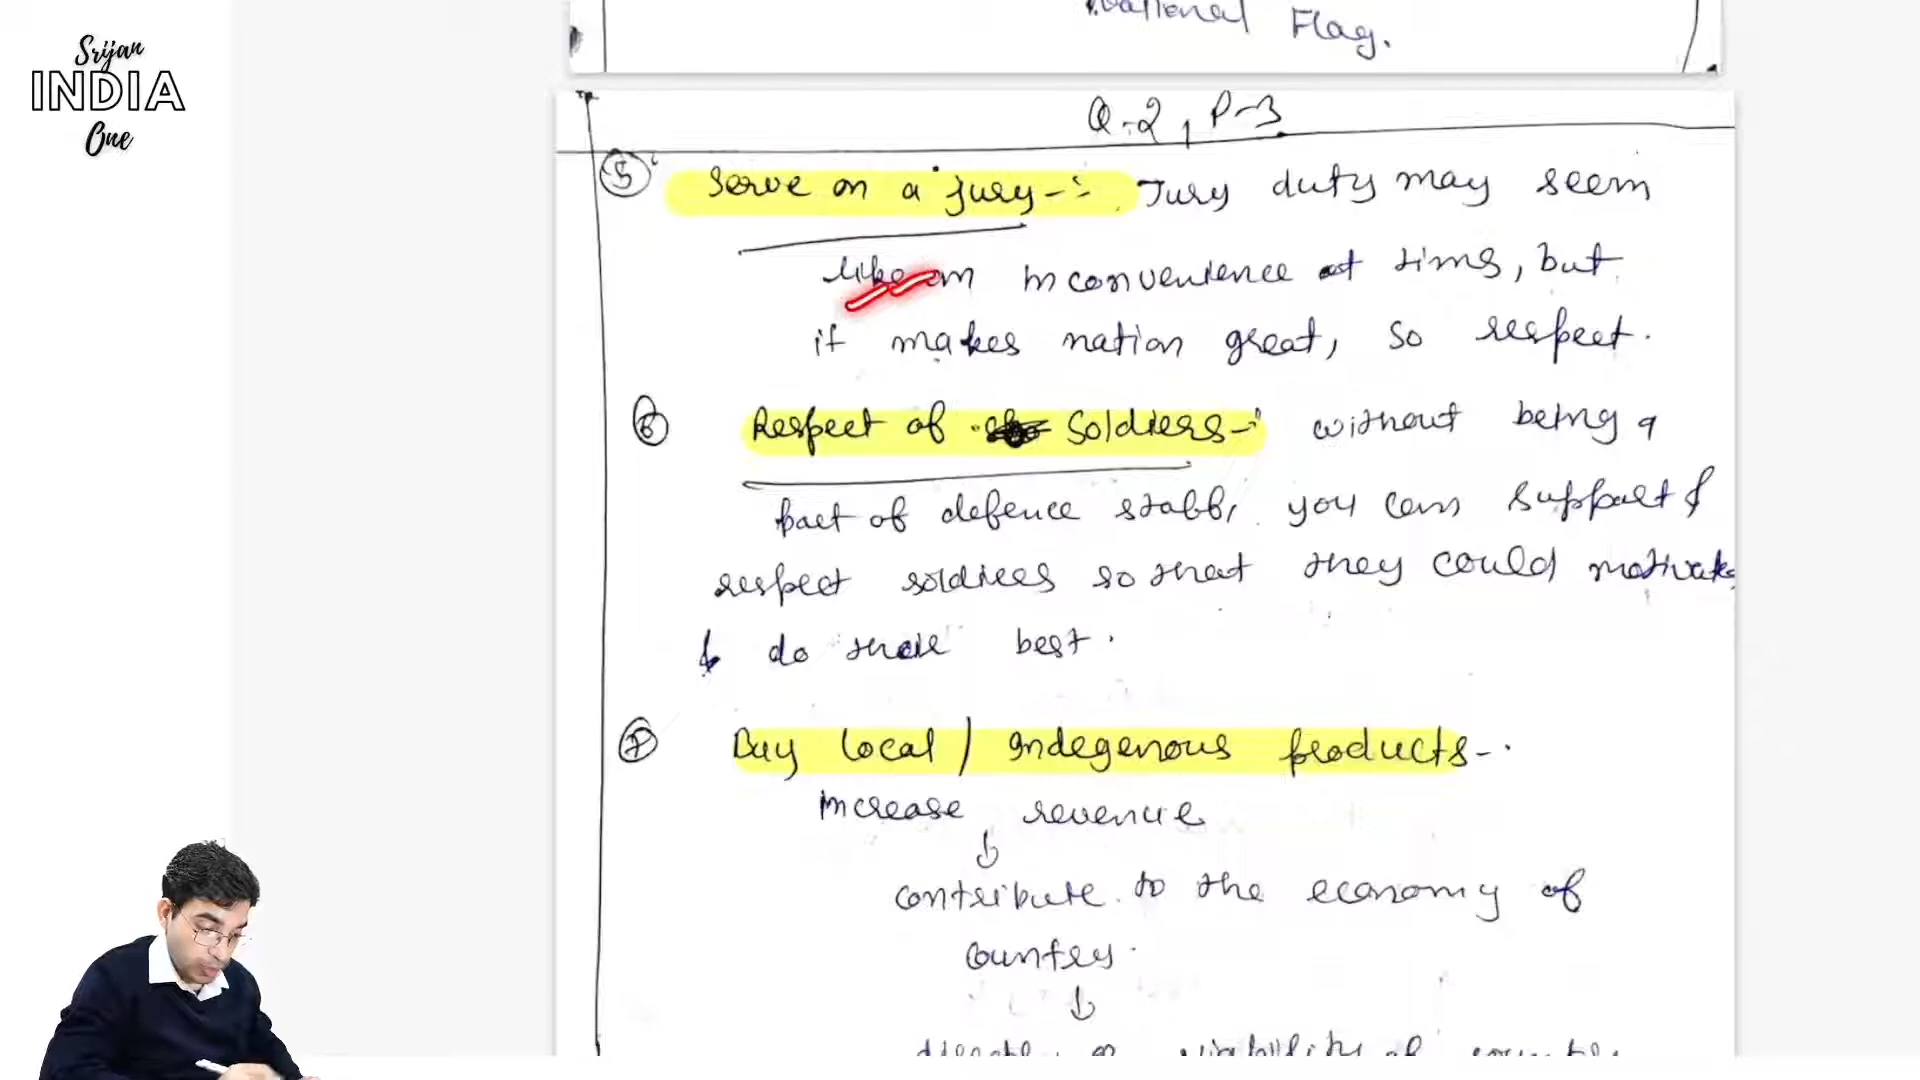 Srijan
INDIA
One
National Flag.
Q-2, P-3
5 Serve on a jury-: Jury duty may seem
like an inconvenience at tims, but
it makes nation great, so respect.
6 Respect of Soldiers-: without being a
part of defence staff, you can support &
respect soldiers so that they could motivate
& do their best.
7 Buy local / indegenous products-.
increase revenue
↓
contribute to the economy of
country.
↓